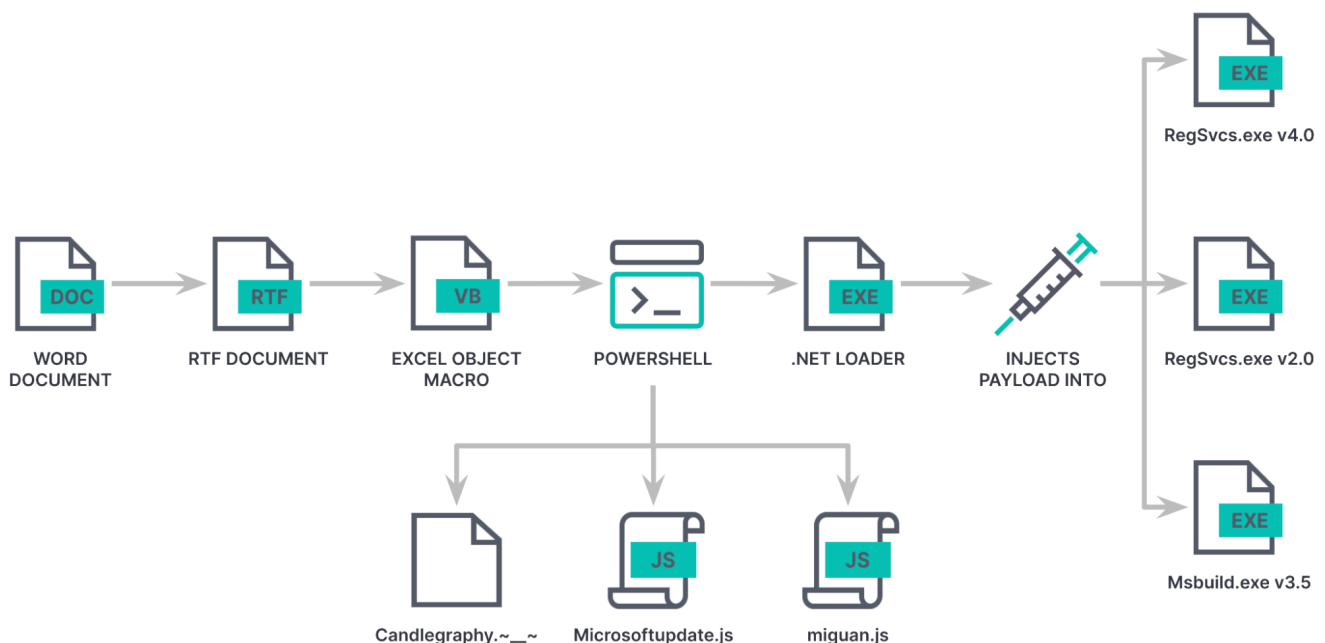 EXE
RegSvcs.exe v4.0
DOC
RTF
VB
>_
EXE
EXE
WORD
DOCUMENT
RTF DOCUMENT
EXCEL OBJECT
MACRO
POWERSHELL
.NET LOADER
INJECTS
PAYLOAD INTO
RegSvcs.exe v2.0
JS
JS
EXE
Msbuild.exe v3.5
Candlegraphy.~__~
Microsoftupdate.js
miguan.js